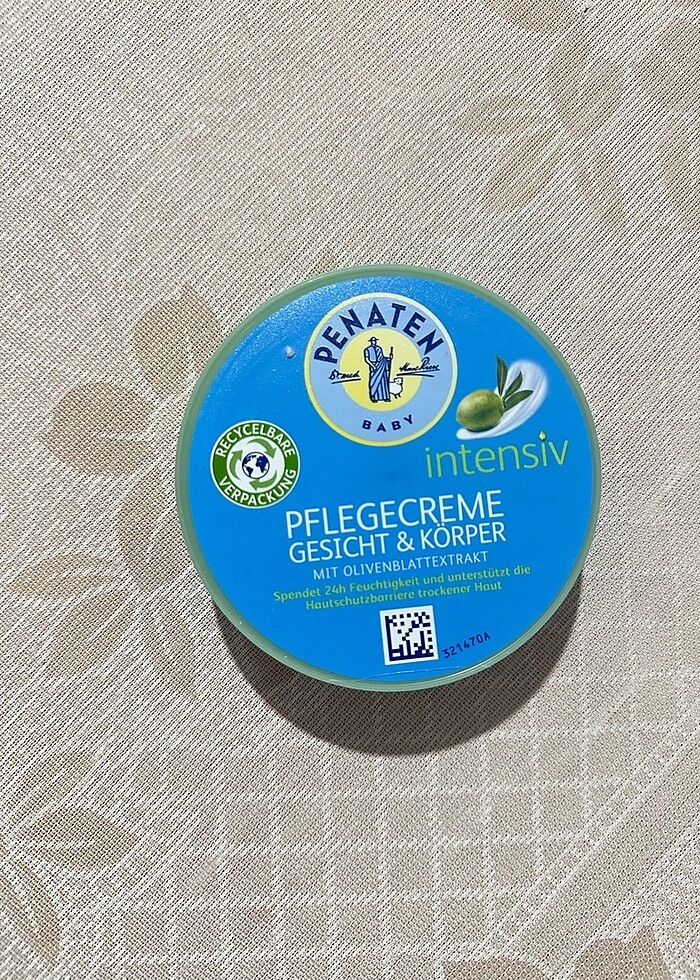 PENATEN
BABY
intensiv
RECYCELBARE
VERPACKUNG
PFLEGECREME
GESICHT & KÖRPER
MIT OLIVENBLATTEXTRAKT
Spendet 24h Feuchtigkeit und unterstützt die
Hautschutzbarriere trockener Haut
321470A